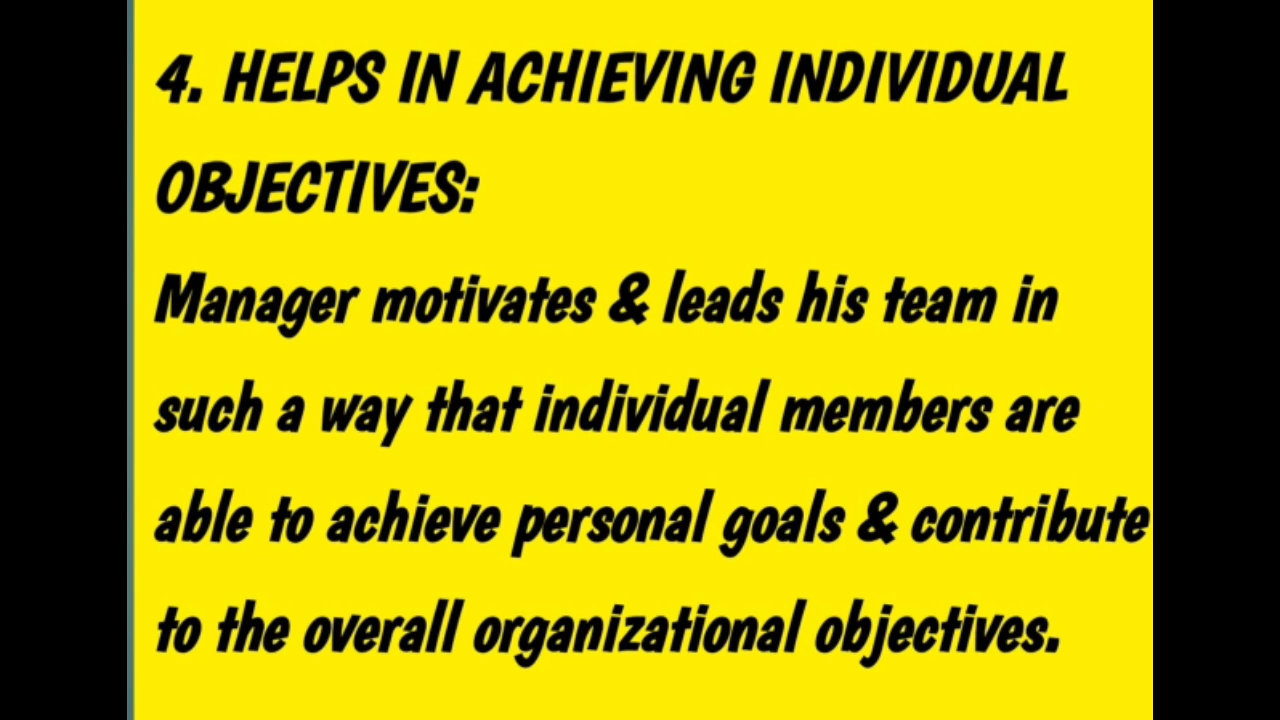 4. HELPS IN ACHIEVING INDIVIDUAL
OBJECTIVES:
Manager motivates & leads his team in
such a way that individual members are
able to achieve personal goals & contribute
to the overall organizational objectives.